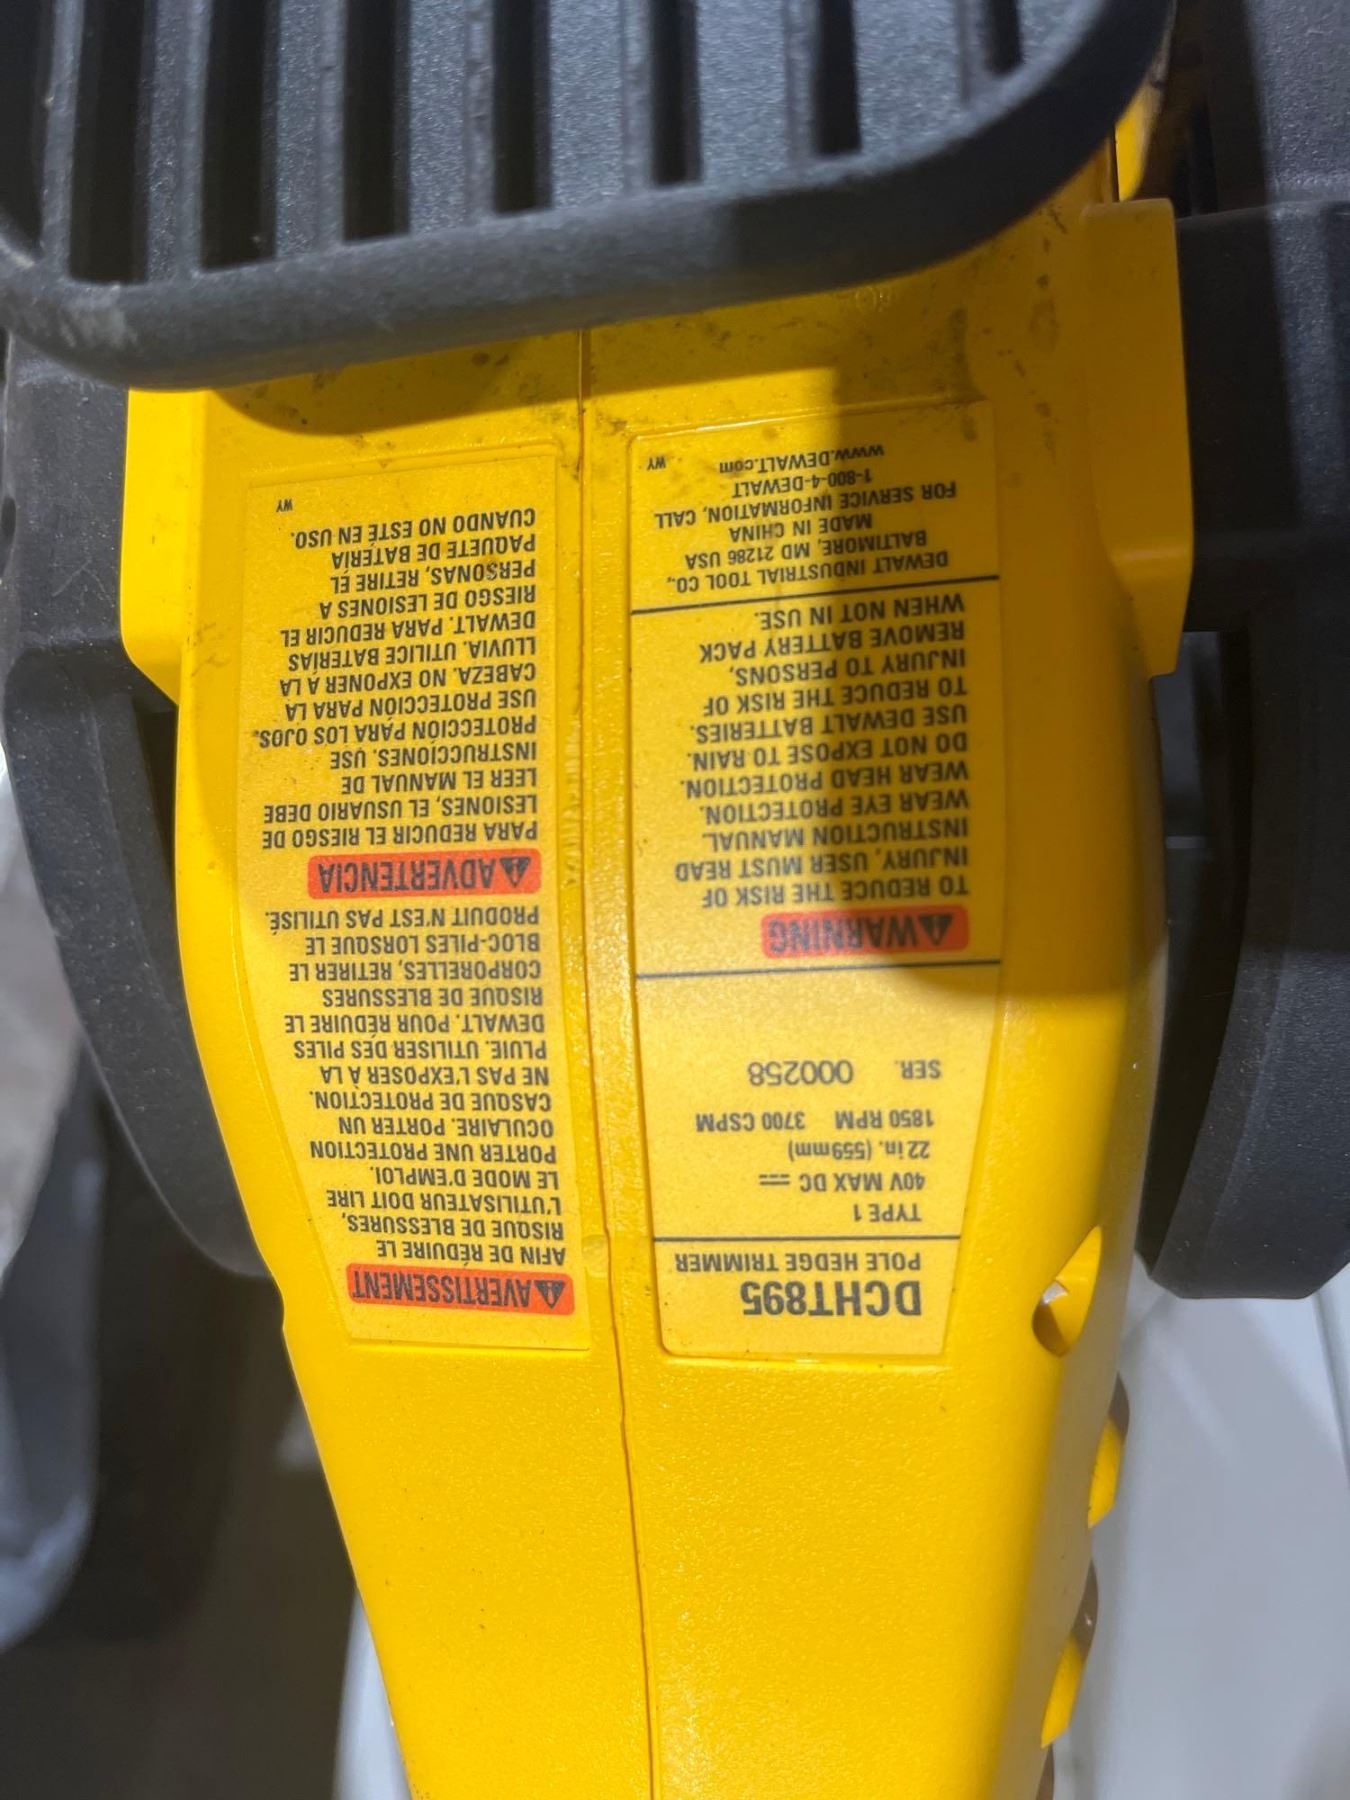 DCHT895
POLE HEDGE TRIMMER
TYPE 1
40V MAX DC
22 in. (559mm)
1850 RPM 3700 CSPM
SER. 000258
WARNING
TO REDUCE THE RISK OF
INJURY, USER MUST READ
INSTRUCTION MANUAL
WEAR EYE PROTECTION.
WEAR HEAD PROTECTION.
DO NOT EXPOSE TO RAIN.
USE DEWALT BATTERIES.
TO REDUCE THE RISK OF
INJURY TO PERSONS,
REMOVE BATTERY PACK
WHEN NOT IN USE.
DEWALT INDUSTRIAL TOOL CO.,
BALTIMORE, MD 21286 USA
MADE IN CHINA
FOR SERVICE INFORMATION, CALL
1-800-4-DEWALT
www.DEWALT.com
WY
AVERTISSEMENT
AFIN DE RÉDUIRE LE
RISQUE DE BLESSURES,
L'UTILISATEUR DOIT LIRE
LE MODE D'EMPLOI.
PORTER UNE PROTECTION
OCULAIRE. PORTER UN
CASQUE DE PROTECTION.
NE PAS L'EXPOSER À LA
PLUIE. UTILISER DES PILES
DEWALT. POUR RÉDUIRE LE
RISQUE DE BLESSURES
CORPORELLES, RETIRER LE
BLOC-PILES LORSQUE LE
PRODUIT N'EST PAS UTILISÉ.
ADVERTENCIA
PARA REDUCIR EL RIESGO DE
LESIONES, EL USUARIO DEBE
LEER EL MANUAL DE
INSTRUCCIONES. USE
PROTECCIÓN PARA LOS OJOS.
USE PROTECCIÓN PARA LA
CABEZA. NO EXPONER A LA
LLUVIA. UTILICE BATERÍAS
DEWALT. PARA REDUCIR EL
RIESGO DE LESIONES A
PERSONAS, RETIRE EL
PAQUETE DE BATERÍA
CUANDO NO ESTÉ EN USO.
WY